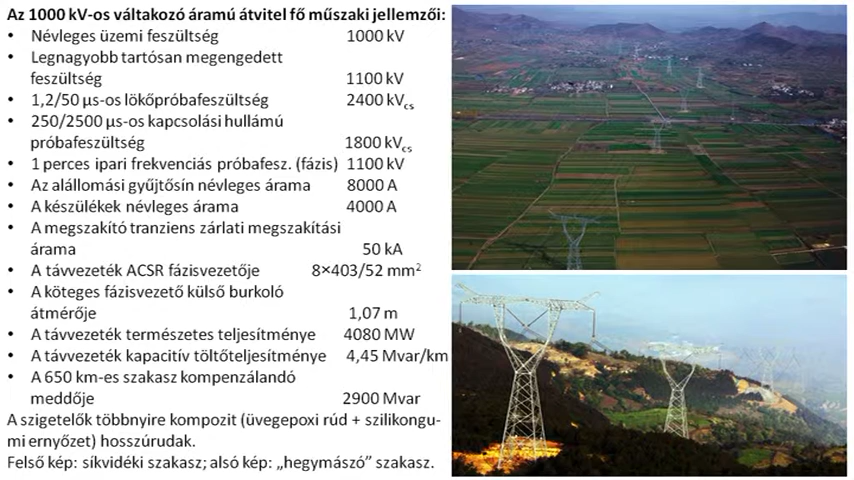 Az 1000 kV-os váltakozó áramú átvitel fő műszaki jellemzői:
• Névleges üzemi feszültség 1000 kV
• Legnagyobb tartósan megengedett
feszültség 1100 kV
• 1,2/50 μs-os lökőpróbafeszültség 2400 kVcs
• 250/2500 μs-os kapcsolási hullámú
próbafeszültség 1800 kVcs
• 1 perces ipari frekvenciás próbafesz. (fázis) 1100 kV
• Az alállomási gyűjtősín névleges árama 8000 A
• A készülékek névleges árama 4000 A
• A megszakító tranziens zárlati megszakítási
árama 50 kA
• A távvezeték ACSR fázisvezetője 8×403/52 mm²
• A köteges fázisvezető külső burkoló
átmérője 1,07 m
• A távvezeték természetes teljesítménye 4080 MW
• A távvezeték kapacitív töltőteljesítménye 4,45 Mvar/km
• A 650 km-es szakasz kompenzálandó
meddője 2900 Mvar
A szigetelők többnyire kompozit (üvegepoxi rúd + szilikongu-
mi ernyőzet) hosszúrudak.
Felső kép: síkvidéki szakasz; alsó kép: „hegymászó” szakasz.